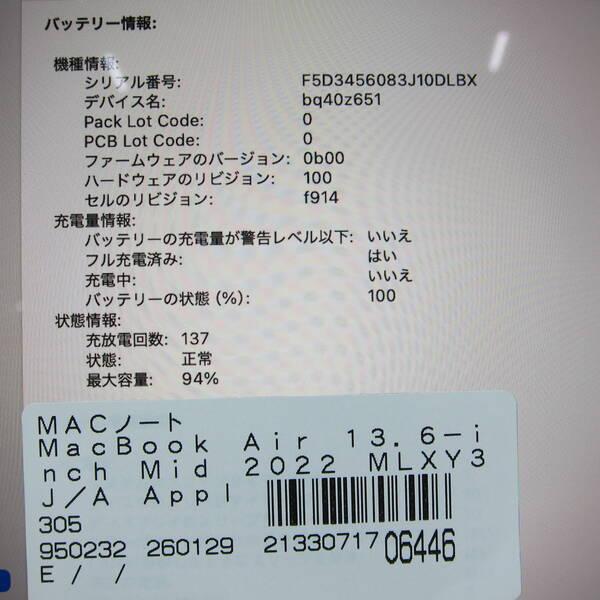 バッテリー情報:
機種情報:
シリアル番号: F5D3456083J10DLBX
デバイス名: bq40z651
Pack Lot Code: 0
PCB Lot Code: 0
ファームウェアのバージョン: 0b00
ハードウェアのリビジョン: 100
セルのリビジョン: f914
充電量情報:
バッテリーの充電量が警告レベル以下: いいえ
フル充電済み: はい
充電中: いいえ
バッテリーの状態（%）: 100
状態情報:
充放電回数: 137
状態: 正常
最大容量: 94%
MACノート
MacBook Air 13.6-i
nch Mid 2022 MLXY3
J/A Appl
305
950232 260129 21330717 06446
E / /